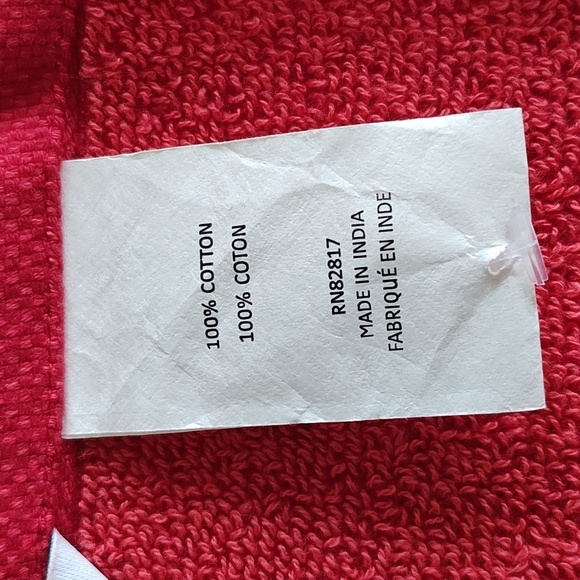 100% COTTON
100% COTON
RN82817
MADE IN INDIA
FABRIQUÉ EN INDE